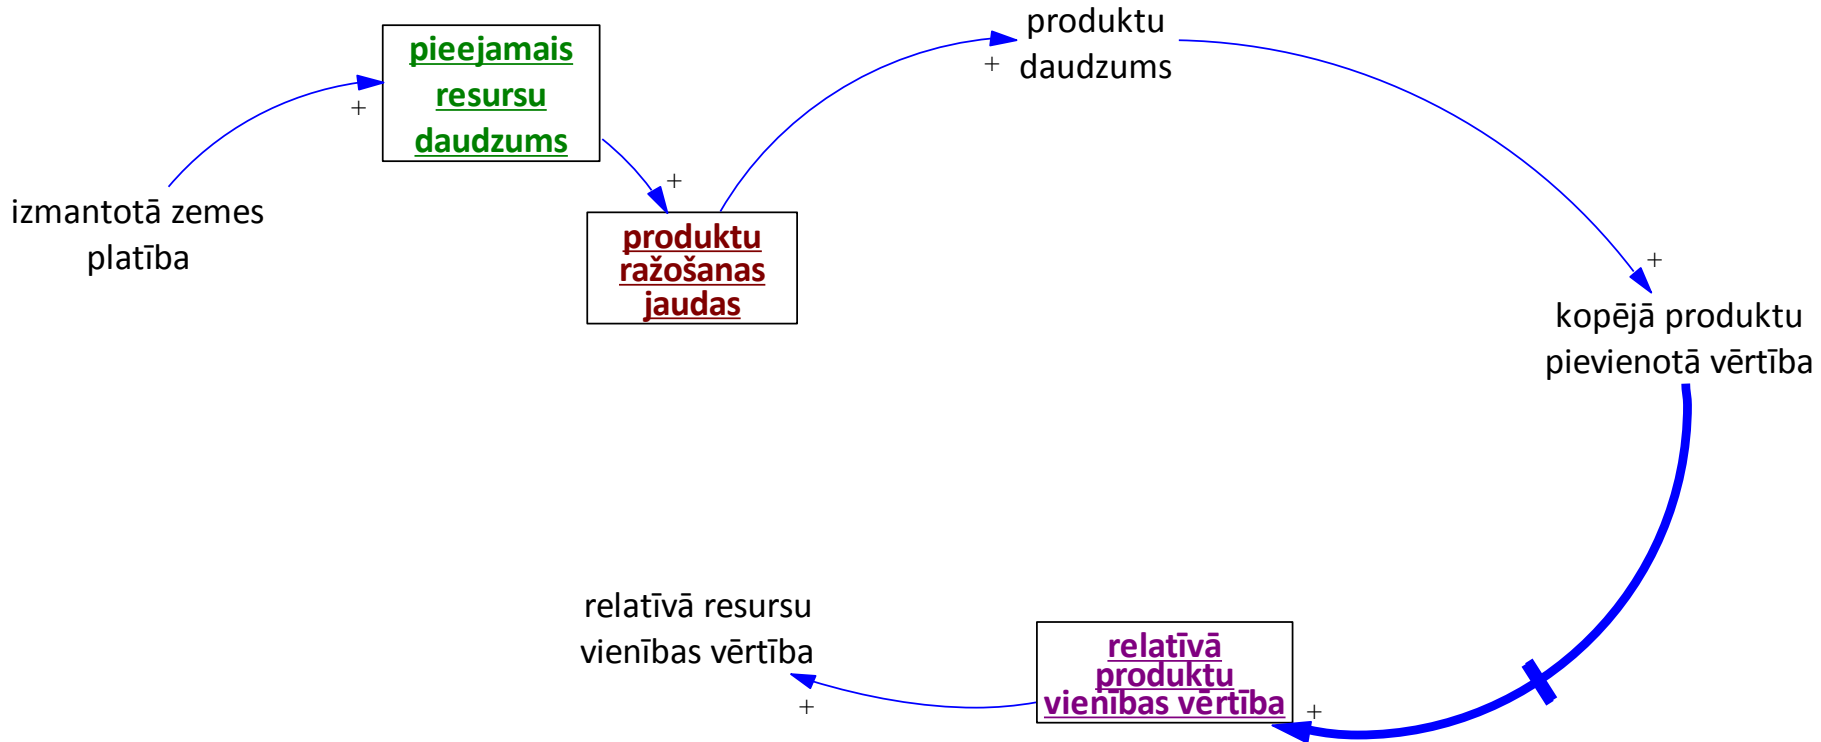 produktu
daudzums
+
pieejamais
resursu
daudzums
+
+
izmantotā zemes
platība
produktu
ražošanas
jaudas
+
kopējā produktu
pievienotā vērtība
relatīvā resursu
vienības vērtība
+
relatīvā
produktu
vienības vērtība
+